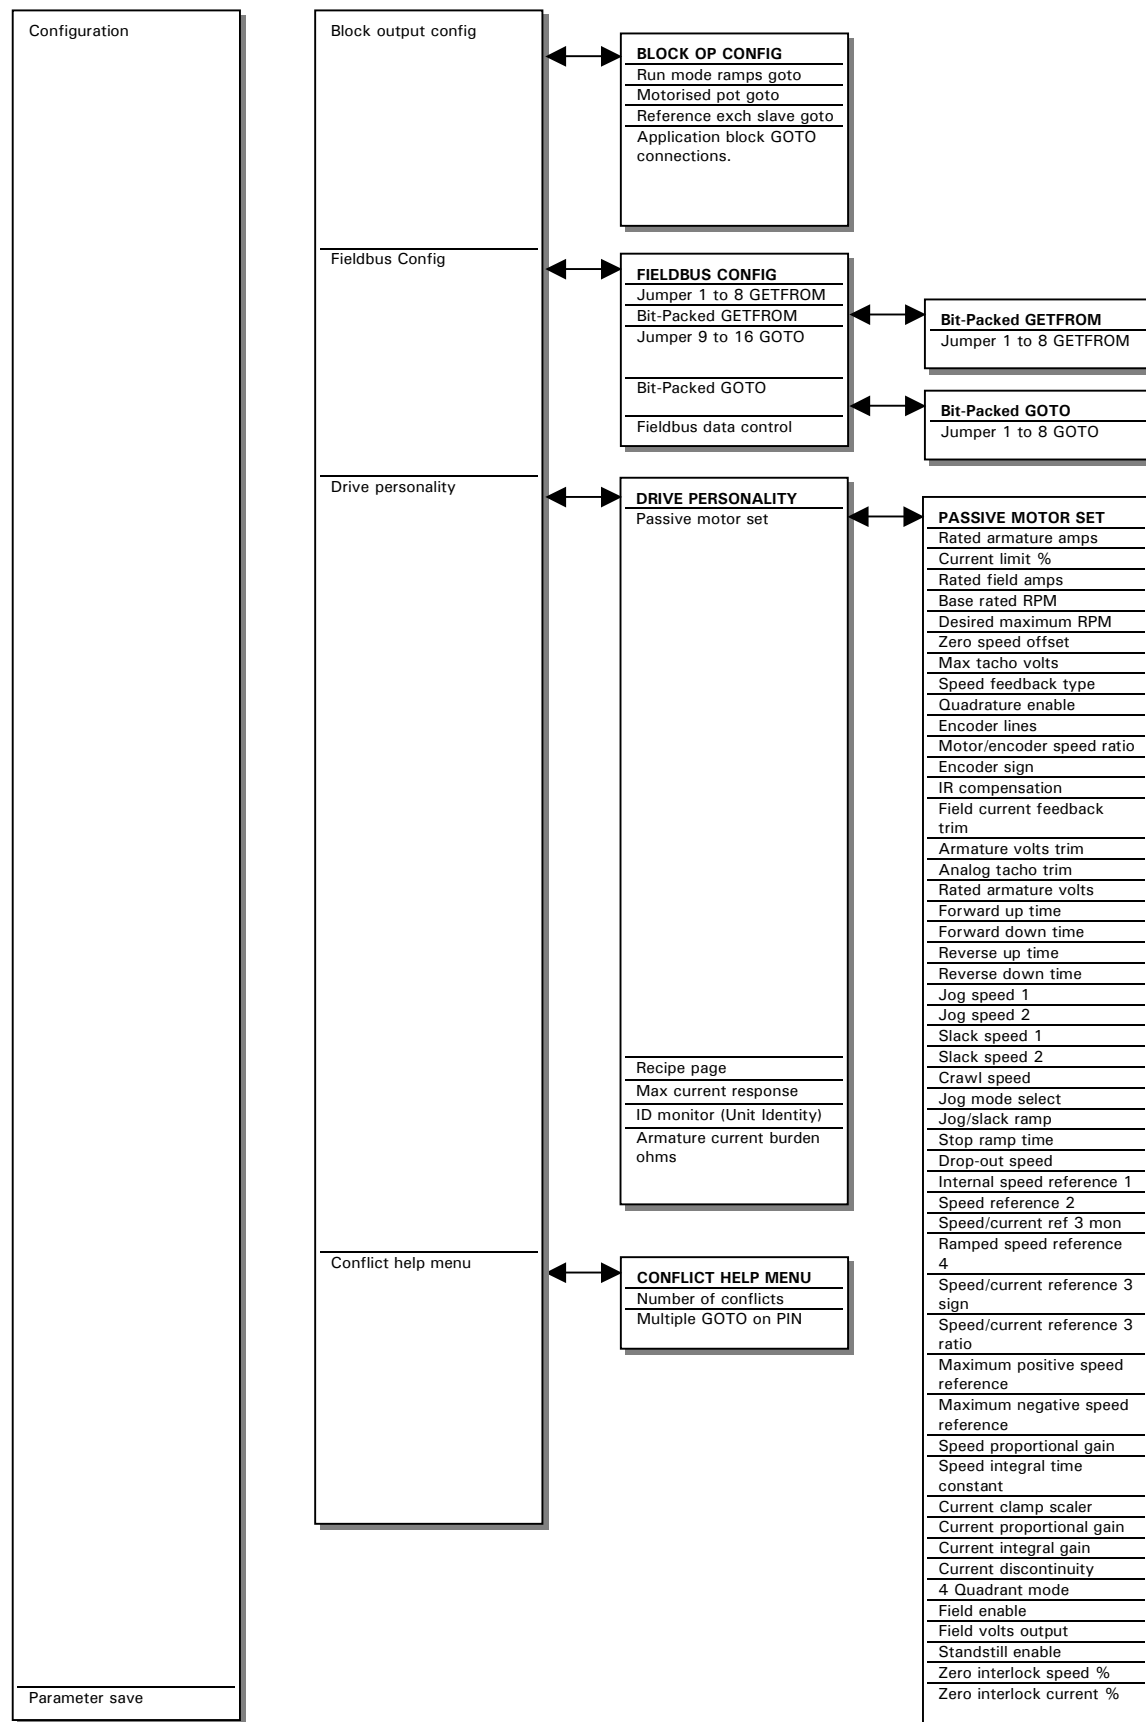 Configuration
Parameter save
Block output config
Fieldbus Config
Drive personality
Conflict help menu
BLOCK OP CONFIG
Run mode ramps goto
Motorised pot goto
Reference exch slave goto
Application block GOTO
connections.
FIELDBUS CONFIG
Jumper 1 to 8 GETFROM
Bit-Packed GETFROM
Jumper 9 to 16 GOTO
Bit-Packed GOTO
Fieldbus data control
Bit-Packed GETFROM
Jumper 1 to 8 GETFROM
Bit-Packed GOTO
Jumper 1 to 8 GOTO
DRIVE PERSONALITY
Passive motor set
Recipe page
Max current response
ID monitor (Unit Identity)
Armature current burden
ohms
CONFLICT HELP MENU
Number of conflicts
Multiple GOTO on PIN
PASSIVE MOTOR SET
Rated armature amps
Current limit %
Rated field amps
Base rated RPM
Desired maximum RPM
Zero speed offset
Max tacho volts
Speed feedback type
Quadrature enable
Encoder lines
Motor/encoder speed ratio
Encoder sign
IR compensation
Field current feedback
trim
Armature volts trim
Analog tacho trim
Rated armature volts
Forward up time
Forward down time
Reverse up time
Reverse down time
Jog speed 1
Jog speed 2
Slack speed 1
Slack speed 2
Crawl speed
Jog mode select
Jog/slack ramp
Stop ramp time
Drop-out speed
Internal speed reference 1
Speed reference 2
Speed/current ref 3 mon
Ramped speed reference
4
Speed/current reference 3
sign
Speed/current reference 3
ratio
Maximum positive speed
reference
Maximum negative speed
reference
Speed proportional gain
Speed integral time
constant
Current clamp scaler
Current proportional gain
Current integral gain
Current discontinuity
4 Quadrant mode
Field enable
Field volts output
Standstill enable
Zero interlock speed %
Zero interlock current %